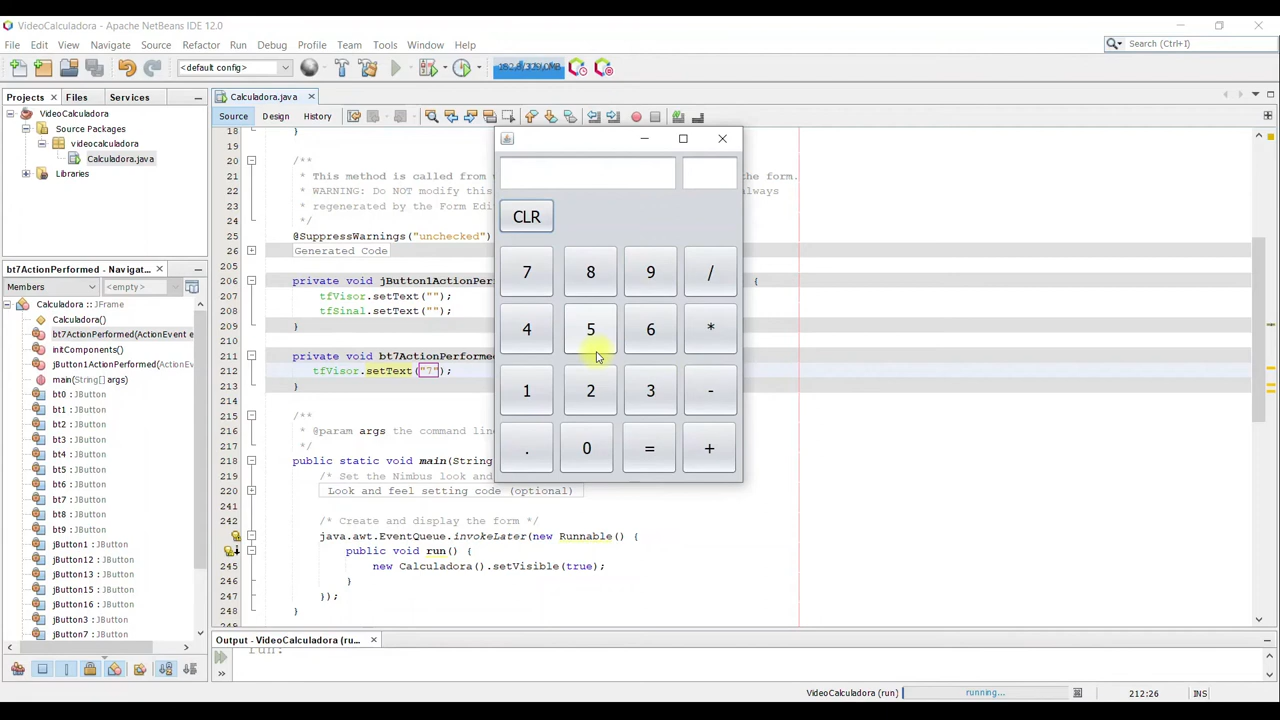 VideoCalculadora - Apache NetBeans IDE 12.0
File Edit View Navigate Source Refactor Run Debug Profile Team Tools Window Help
Search (Ctrl+I)
<default config>
Projects Files Services
Calculadora.java
Source Design History
VideoCalculadora
Source Packages
videocalculadora
Calculadora.java
Libraries
bt7ActionPerformed - Navigat...
Members <empty>
Calculadora :: JFrame
Calculadora()
bt7ActionPerformed(ActionEvent e
initComponents()
jButton1ActionPerformed(ActionEv
main(String[] args)
bt0 : JButton
bt1 : JButton
bt2 : JButton
bt3 : JButton
bt4 : JButton
bt5 : JButton
bt6 : JButton
bt7 : JButton
bt8 : JButton
bt9 : JButton
jButton1 : JButton
jButton12 : JButton
jButton13 : JButton
jButton15 : JButton
jButton16 : JButton
jButton7 : JButton
18 }
19
20 /**
21 * This method is called from the form.
22 * WARNING: Do NOT modify this always
23 * regenerated by the Form Edi
24 */
25 @SuppressWarnings("unchecked")
26 Generated Code
205
206 private void jButton1ActionPer {
207 tfVisor.setText("");
208 tfSinal.setText("");
209 }
210
211 private void bt7ActionPerformed
212 tfVisor.setText("7");
213 }
214
215 /**
216 * @param args the command lin
217 */
218 public static void main(String
219 /* Set the Nimbus look and
220 Look and feel setting code (optional)
241
242 /* Create and display the form */
java.awt.EventQueue.invokeLater(new Runnable() {
public void run() {
245 new Calculadora().setVisible(true);
246 }
247 });
248 }
CLR
7 8 9 /
4 5 6 *
1 2 3 -
. 0 = +
Output - VideoCalculadora (ru...
run:
VideoCalculadora (run) running... 212:26 INS